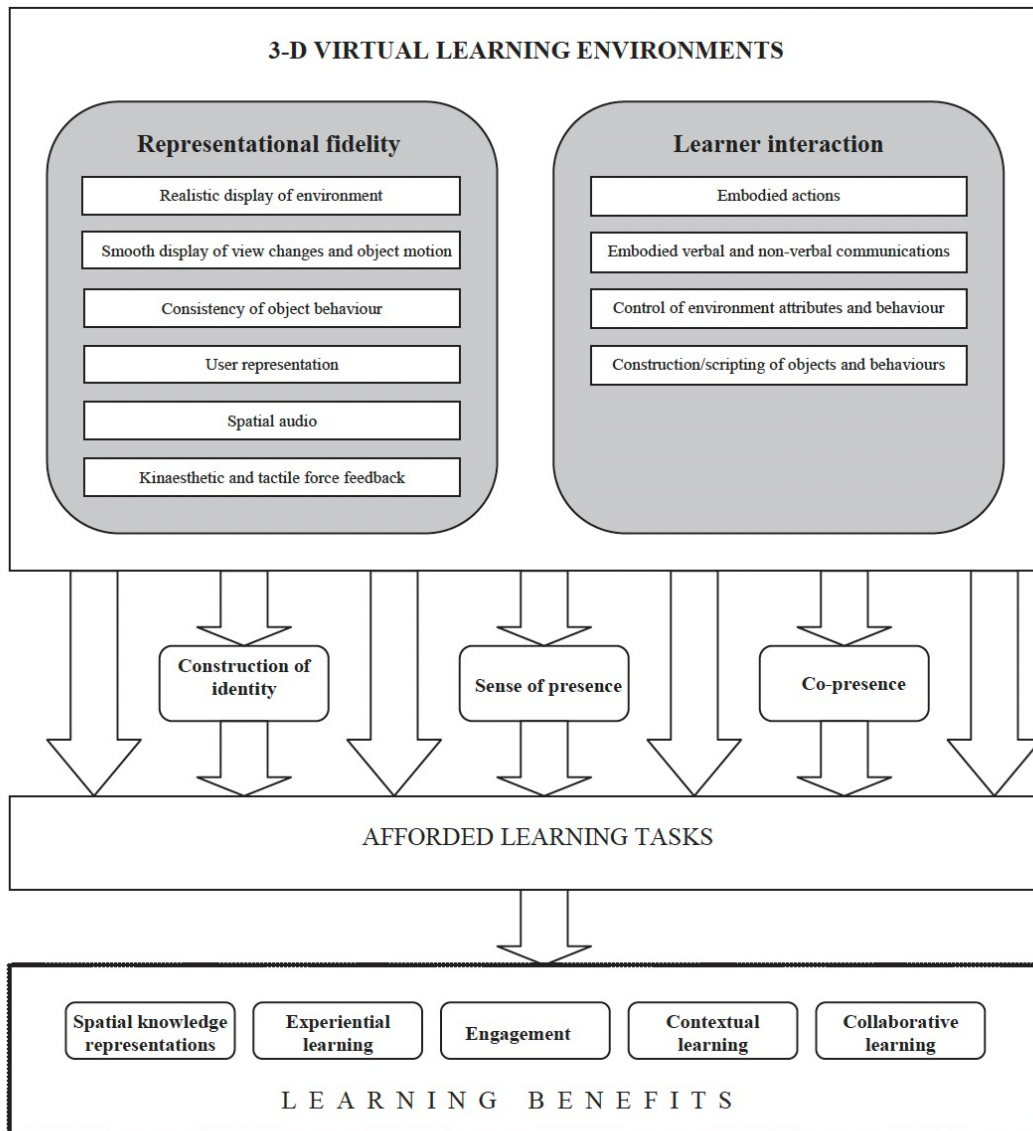 3-D VIRTUAL LEARNING ENVIRONMENTS
Representational fidelity
Realistic display of environment
Smooth display of view changes and object motion
Consistency of object behaviour
User representation
Spatial audio
Kinaesthetic and tactile force feedback
Learner interaction
Embodied actions
Embodied verbal and non-verbal communications
Control of environment attributes and behaviour
Construction/scripting of objects and behaviours
Construction of
identity
Sense of presence
Co-presence
AFFORDED LEARNING TASKS
Spatial knowledge
representations
Experiential
learning
Engagement
Contextual
learning
Collaborative
learning
LEARNING BENEFITS